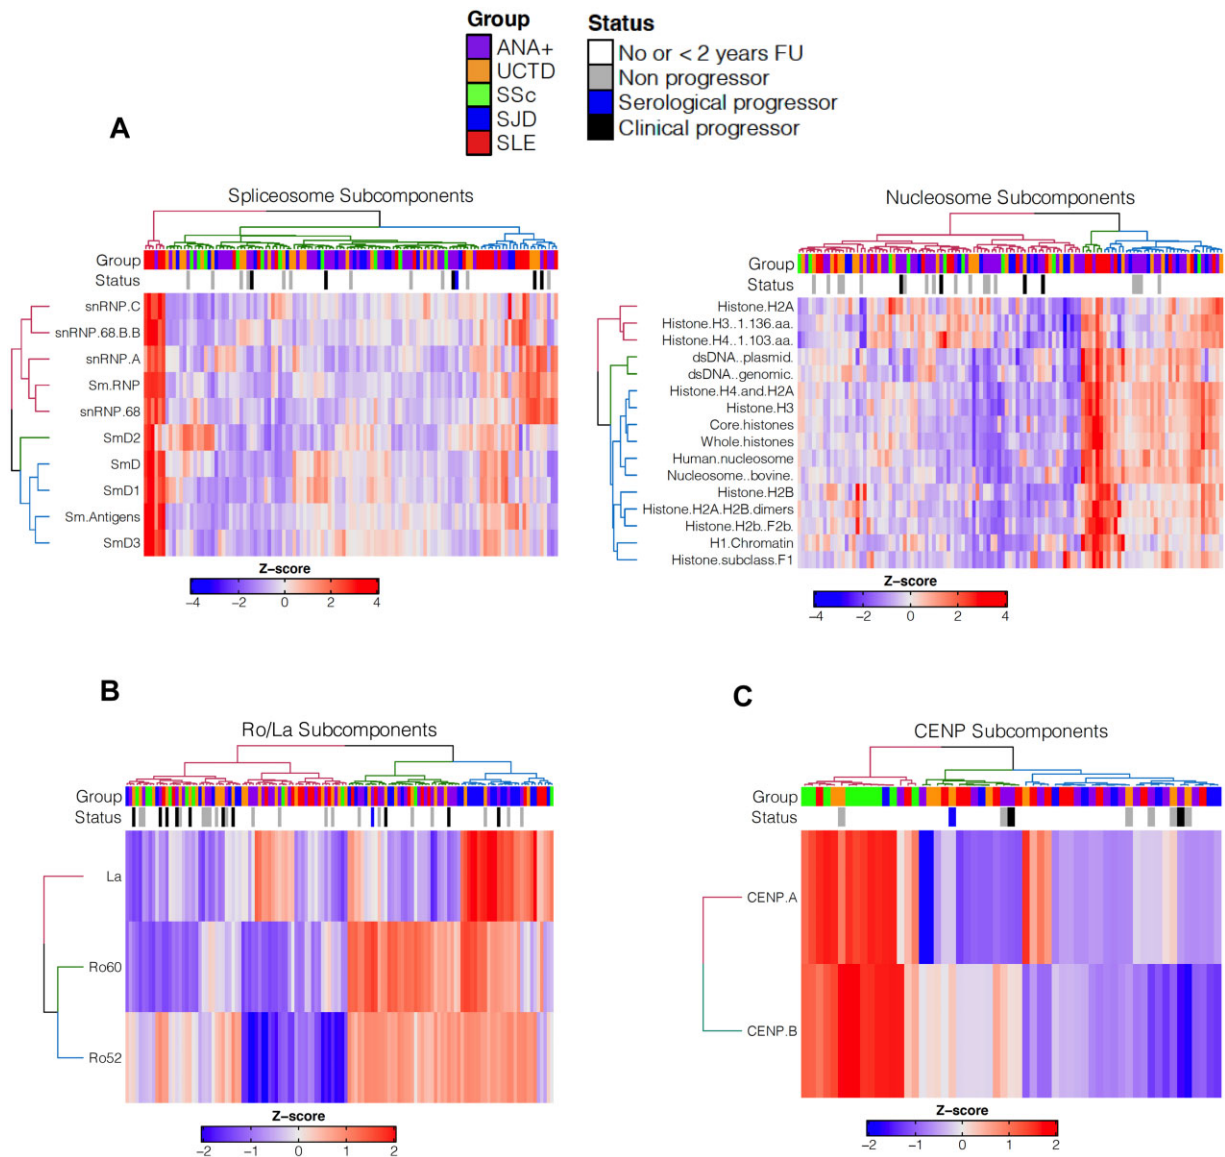 Group
ANA+
UCTD
SSc
SJD
SLE
Status
No or < 2 years FU
Non progressor
Serological progressor
Clinical progressor
A
Spliceosome Subcomponents
Group
Status
snRNP.C
snRNP.68.B.B
snRNP.A
Sm.RNP
snRNP.68
SmD2
SmD
SmD1
Sm.Antigens
SmD3
Z-score
−4 −2 0 2 4
Nucleosome Subcomponents
Group
Status
Histone.H2A
Histone.H3..1.136.aa.
Histone.H4..1.103.aa.
dsDNA..plasmid.
dsDNA..genomic.
Histone.H4.and.H2A
Histone.H3
Core.histones
Whole.histones
Human.nucleosome
Nucleosome..bovine.
Histone.H2B
Histone.H2A.H2B.dimers
Histone.H2b..F2b.
H1.Chromatin
Histone.subclass.F1
Z-score
−4 −2 0 2 4
B
Ro/La Subcomponents
Group
Status
La
Ro60
Ro52
Z-score
−2 −1 0 1 2
C
CENP Subcomponents
Group
Status
CENP.A
CENP.B
Z-score
−2 −1 0 1 2